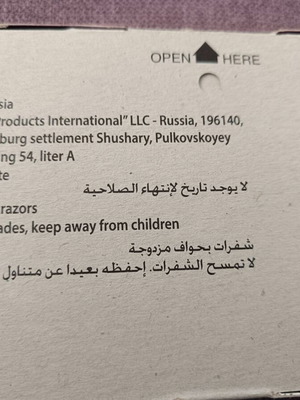 OPEN HERE
sia
Products International" LLC - Russia, 196140,
burg settlement Shushary, Pulkovskoyey
ng 54, liter A
te
لا يوجد تاريخ لإنتهاء الصلاحية
razors
ades, keep away from children
شفرات بحواف مزدوجة
لا تمسح الشفرات. إحفظه بعيدا عن متناول